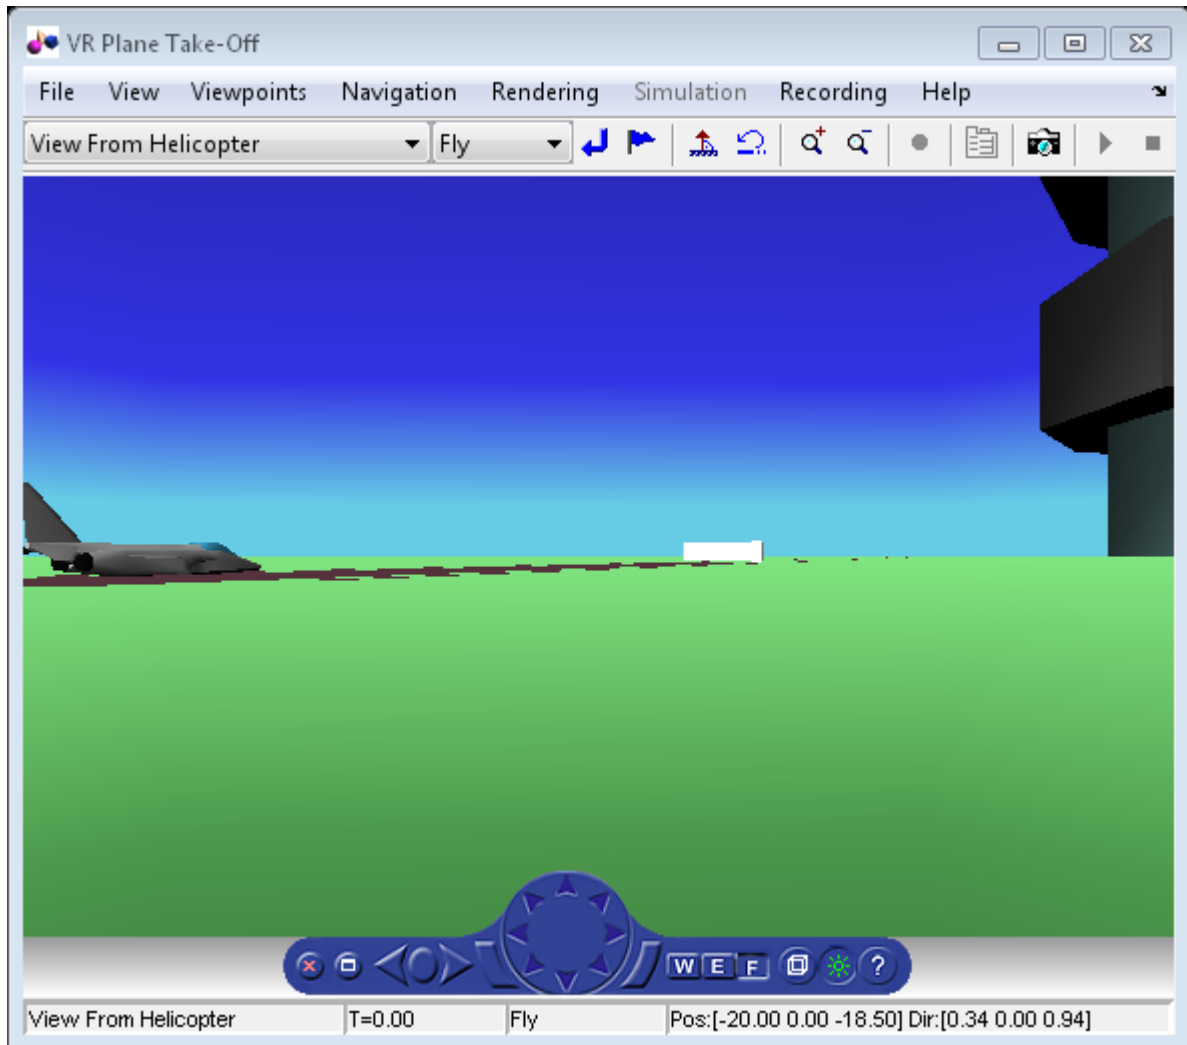 VR Plane Take-Off
File View Viewpoints Navigation Rendering Simulation Recording Help
View From Helicopter Fly
W E F ?
View From Helicopter T=0.00 Fly Pos:[-20.00 0.00 -18.50] Dir:[0.34 0.00 0.94]